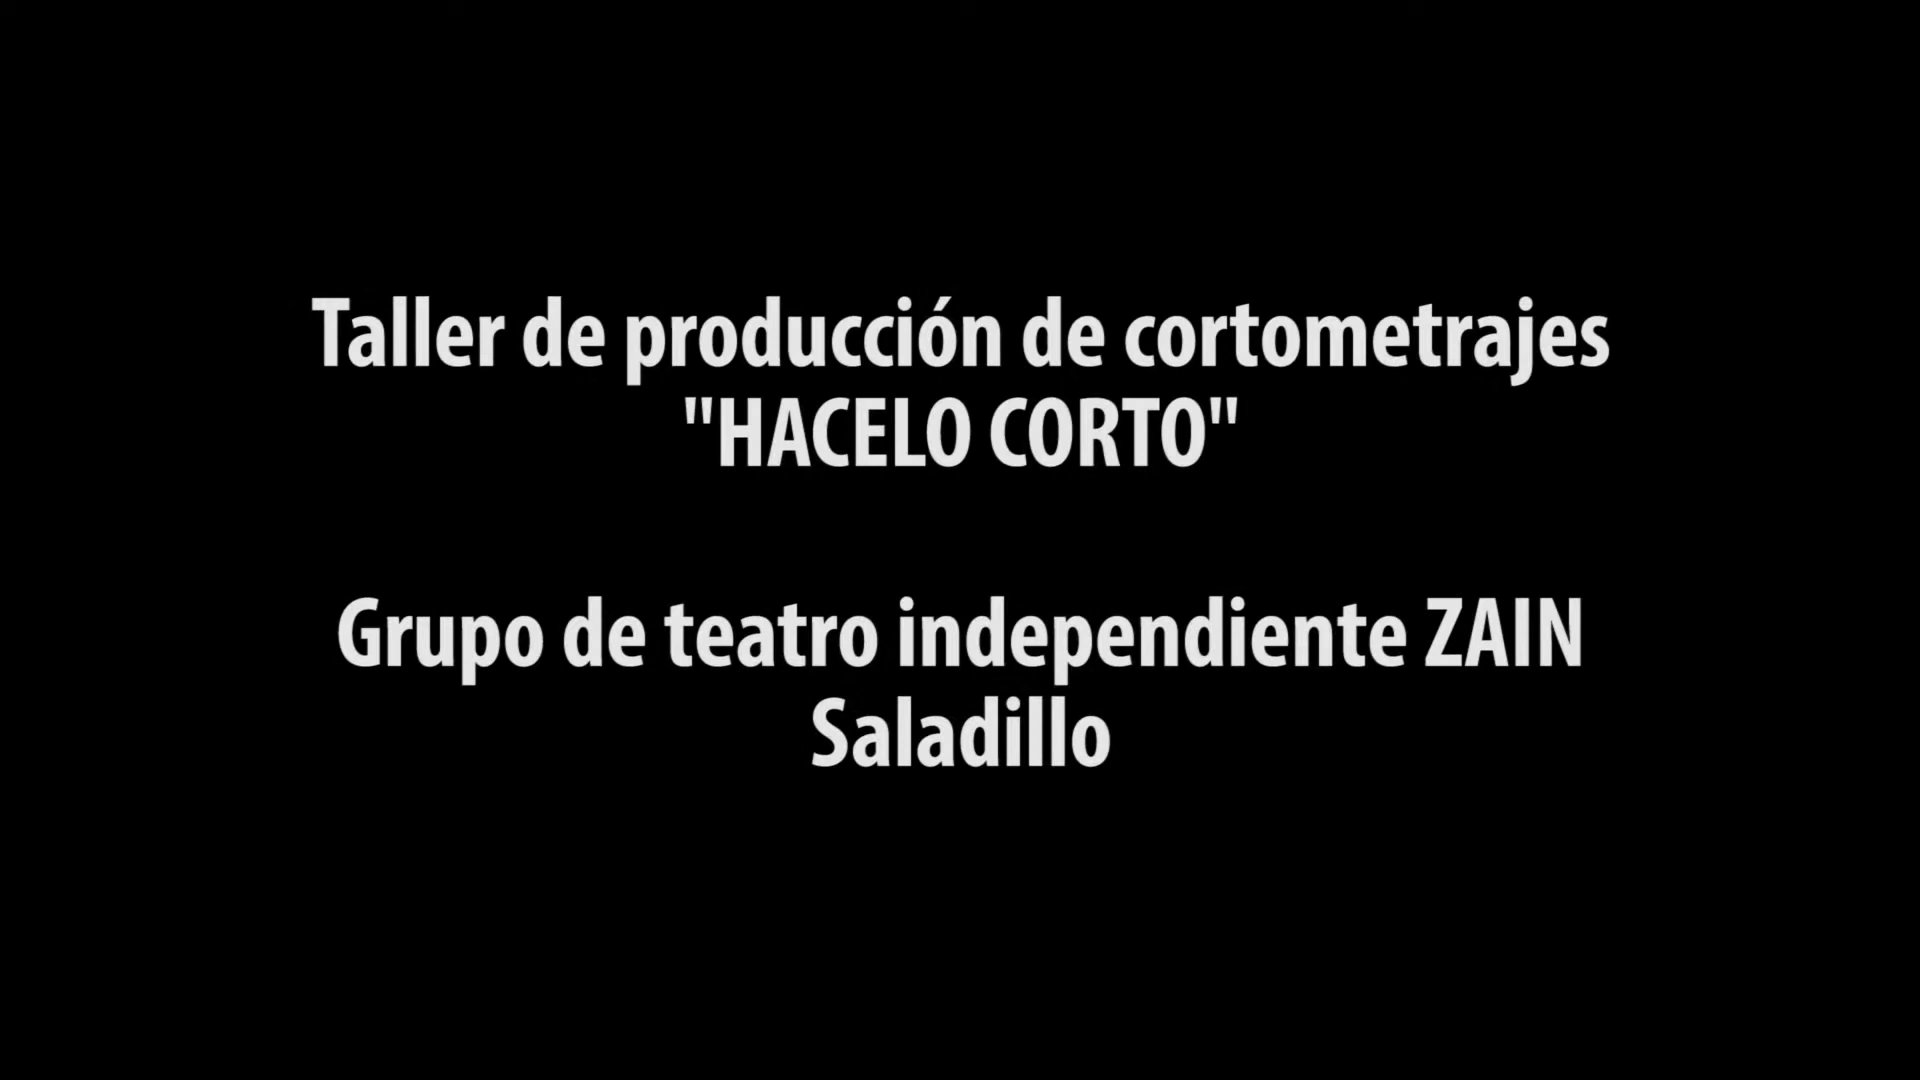 Taller de producción de cortometrajes
"HACELO CORTO"
Grupo de teatro independiente ZAIN
Saladillo